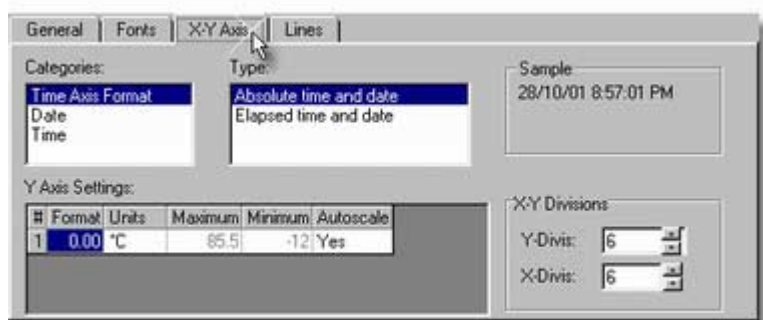 General Fonts X-Y Axis Lines
Categories: Type: Sample
Time Axis Format Absolute time and date 28/10/01 8:57:01 PM
Date Elapsed time and date
Time
Y Axis Settings: X-Y Divisions
# Format Units Maximum Minimum Autoscale
1 0.00 °C 85.5 -12 Yes
Y-Divis: 6
X-Divis: 6